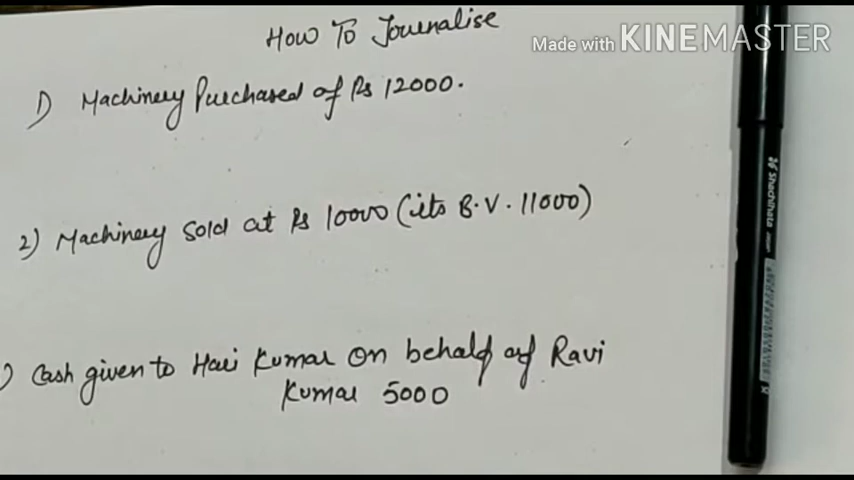 How To Journalise
Made with KINEMASTER
1) Machinery Purchased of Rs 12000.
2) Machinery Sold at Rs 10000 (its B.V. 11000)
) Cash given to Hari Kumar On behalf of Ravi
Kumar 5000
Shachihata